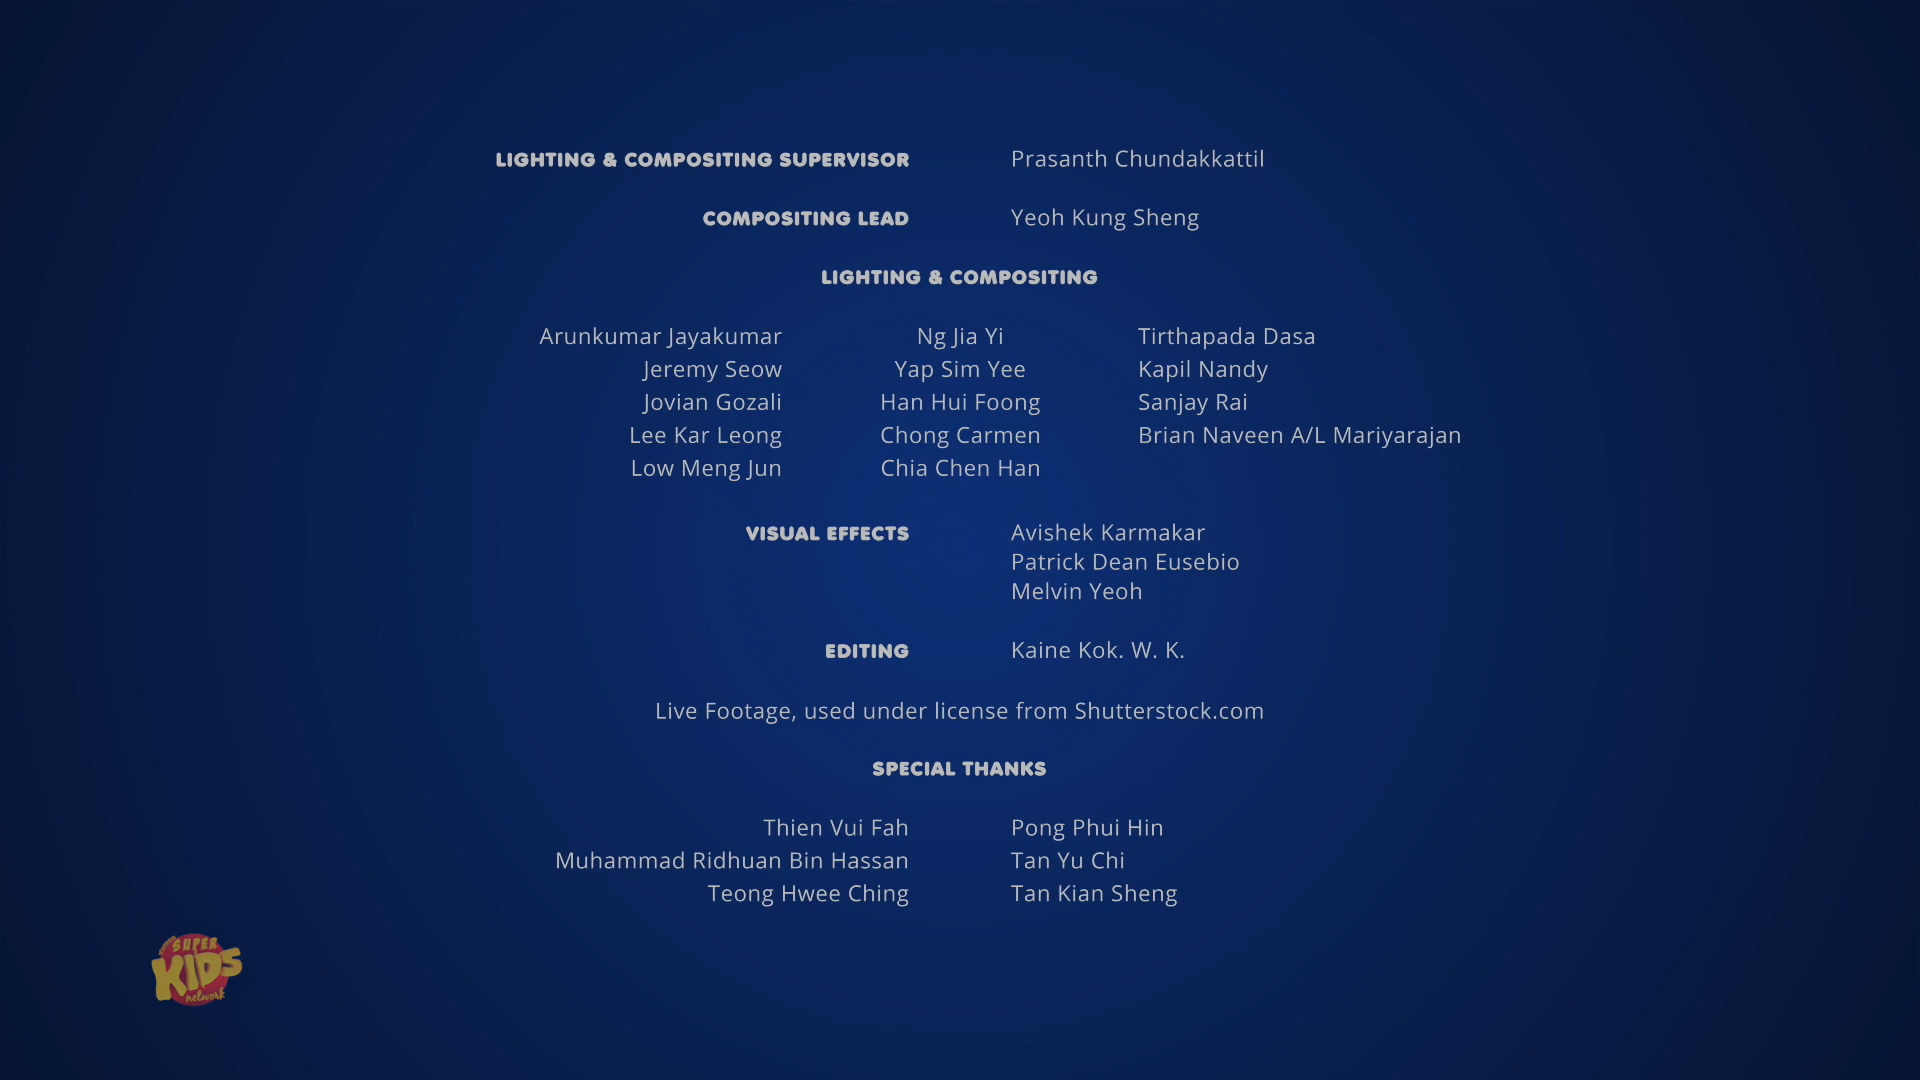 LIGHTING & COMPOSITING SUPERVISOR Prasanth Chundakkattil
COMPOSITING LEAD Yeoh Kung Sheng
LIGHTING & COMPOSITING
Arunkumar Jayakumar Ng Jia Yi Tirthapada Dasa
Jeremy Seow Yap Sim Yee Kapil Nandy
Jovian Gozali Han Hui Foong Sanjay Rai
Lee Kar Leong Chong Carmen Brian Naveen A/L Mariyarajan
Low Meng Jun Chia Chen Han
VISUAL EFFECTS Avishek Karmakar
Patrick Dean Eusebio
Melvin Yeoh
EDITING Kaine Kok. W. K.
Live Footage, used under license from Shutterstock.com
SPECIAL THANKS
Thien Vui Fah Pong Phui Hin
Muhammad Ridhuan Bin Hassan Tan Yu Chi
Teong Hwee Ching Tan Kian Sheng
SUPER
KIDS
network